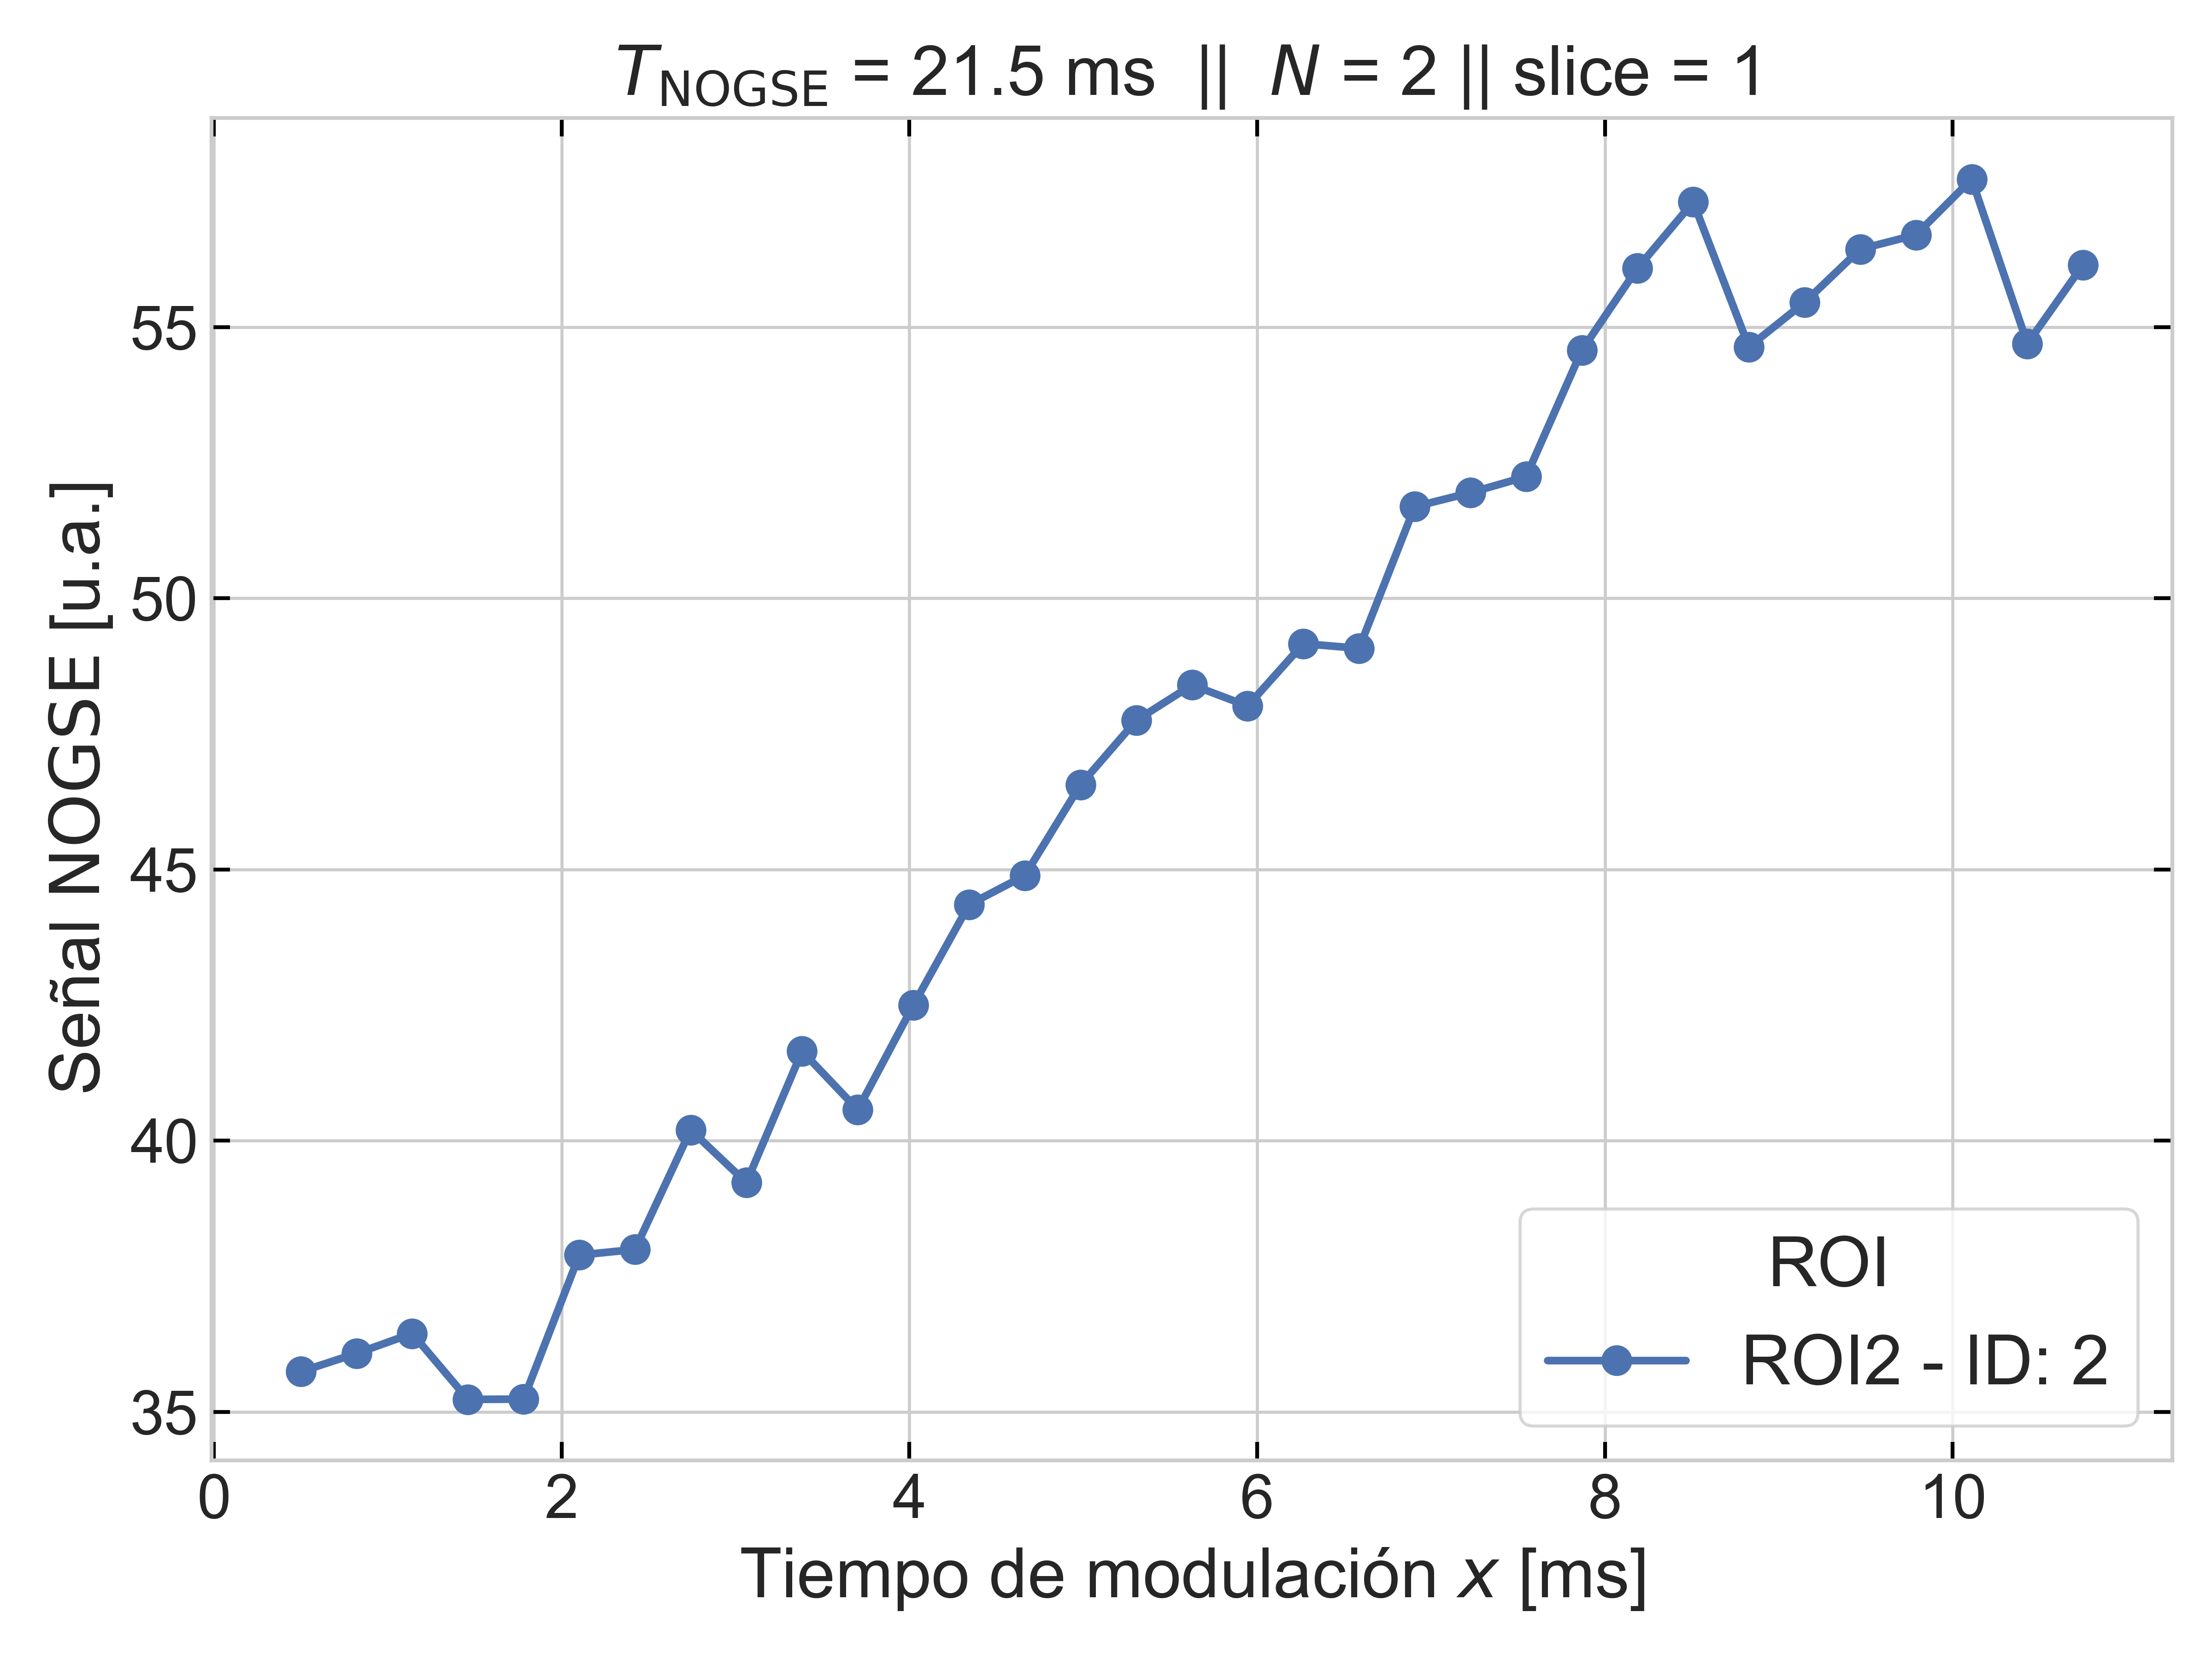 T_NOGSE = 21.5 ms || N = 2 || slice = 1
Señal NOGSE [u.a.]
55
50
45
40
35
0 2 4 6 8 10
Tiempo de modulación x [ms]
ROI
ROI2 - ID: 2